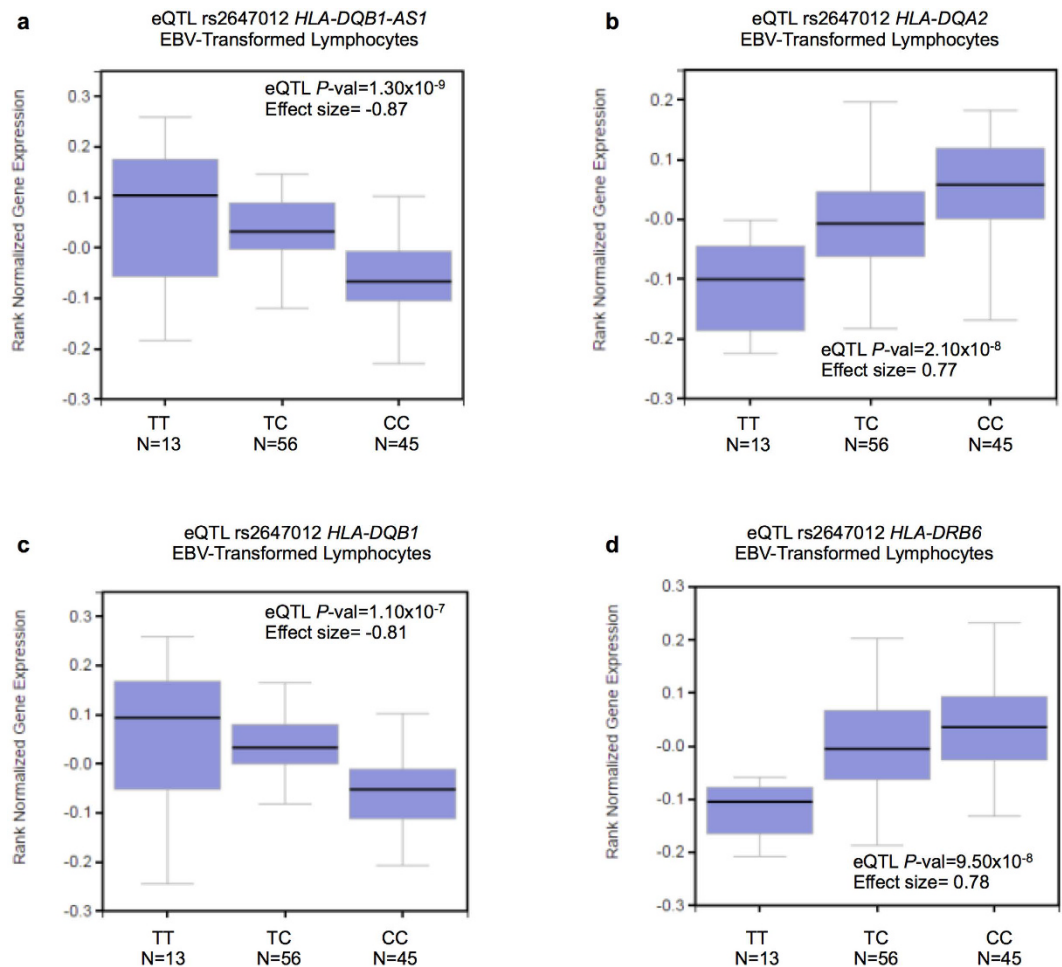 a
eQTL rs2647012 HLA-DQB1-AS1
EBV-Transformed Lymphocytes
eQTL P-val=1.30x10⁻⁹
Effect size= -0.87
Rank Normalized Gene Expression
0.3
0.2
0.1
-0.0
-0.1
-0.2
-0.3
TT TC CC
N=13 N=56 N=45
b
eQTL rs2647012 HLA-DQA2
EBV-Transformed Lymphocytes
Rank Normalized Gene Expression
0.2
0.1
-0.0
-0.1
-0.2
-0.3
eQTL P-val=2.10x10⁻⁸
Effect size= 0.77
TT TC CC
N=13 N=56 N=45
c
eQTL rs2647012 HLA-DQB1
EBV-Transformed Lymphocytes
eQTL P-val=1.10x10⁻⁷
Effect size= -0.81
Rank Normalized Gene Expression
0.3
0.2
0.1
-0.0
-0.1
-0.2
-0.3
TT TC CC
N=13 N=56 N=45
d
eQTL rs2647012 HLA-DRB6
EBV-Transformed Lymphocytes
Rank Normalized Gene Expression
0.3
0.2
0.1
-0.0
-0.1
-0.2
-0.3
eQTL P-val=9.50x10⁻⁸
Effect size= 0.78
TT TC CC
N=13 N=56 N=45